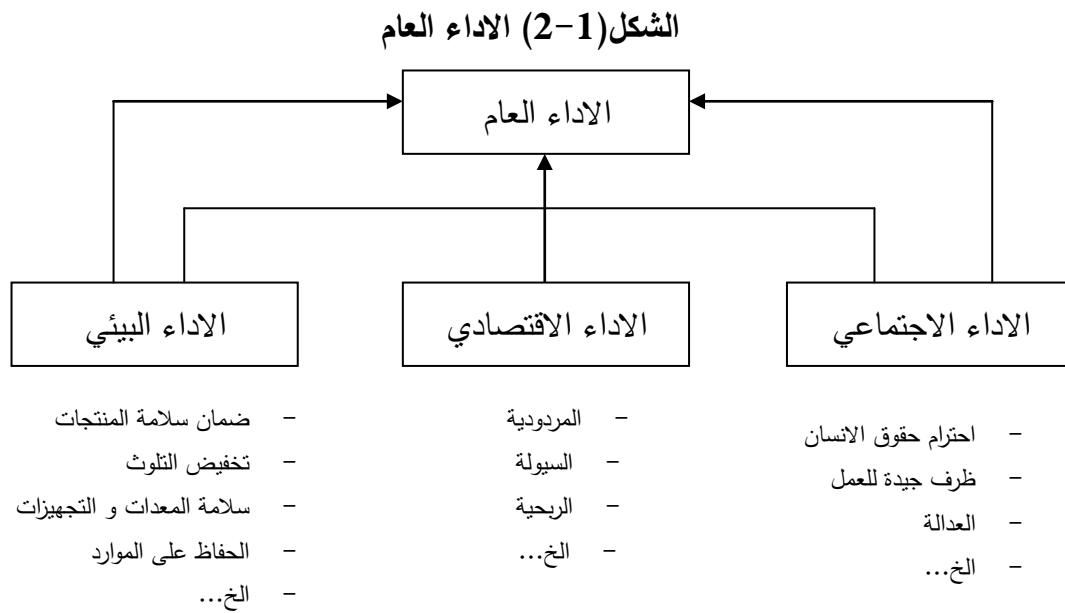 الشكل(1-2) الاداء العام
الاداء العام
الاداء الاجتماعي
الاداء الاقتصادي
الاداء البيئي
- احترام حقوق الانسان
- ظرف جيدة للعمل
- العدالة
- الخ...
- المردودية
- السيولة
- الربحية
- الخ...
- ضمان سلامة المنتجات
- تخفيض التلوث
- سلامة المعدات و التجهيزات
- الحفاظ على الموارد
- الخ...